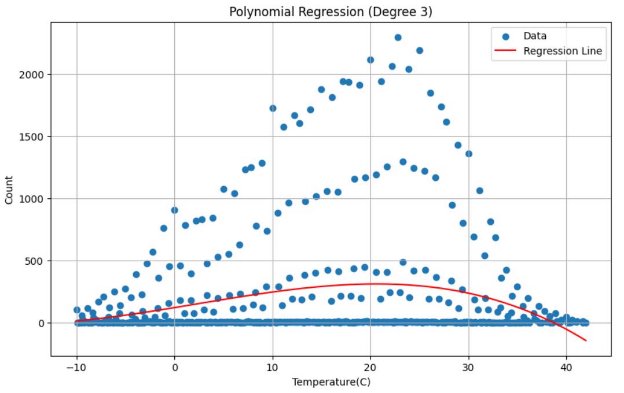 Polynomial Regression (Degree 3)
Data
Regression Line
2000
1500
1000
500
0
Count
−10
0
10
20
30
40
Temperature(C)